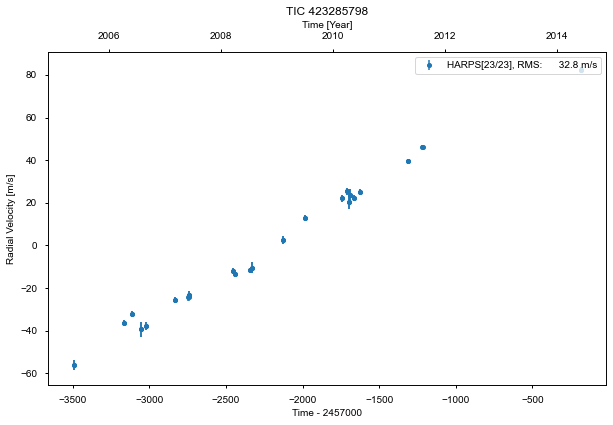 TIC 423285798
Time [Year]
2006 2008 2010 2012 2014
HARPS[23/23], RMS: 32.8 m/s
80
60
40
20
0
−20
−40
−60
Radial Velocity [m/s]
−3500 −3000 −2500 −2000 −1500 −1000 −500
Time - 2457000